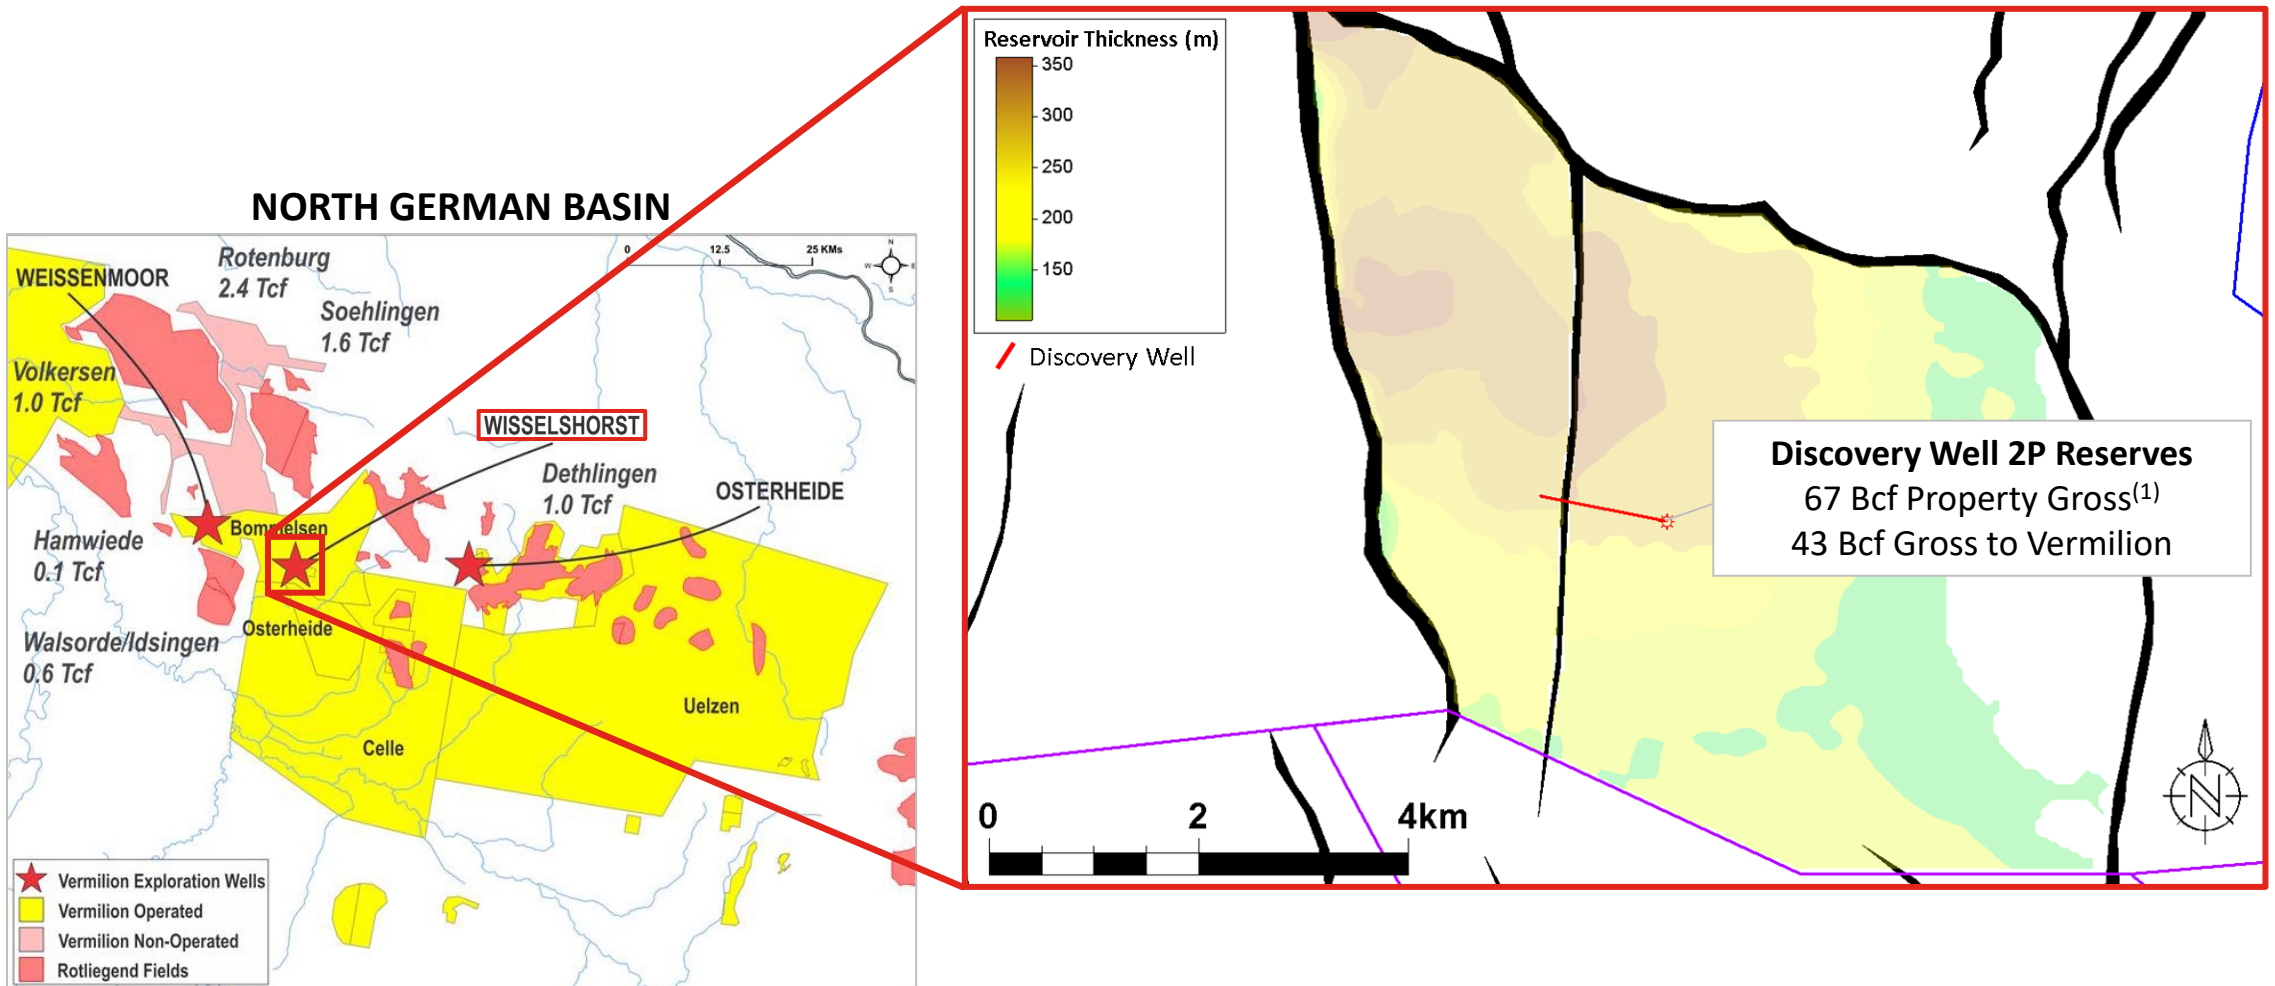 NORTH GERMAN BASIN
0 12.5 25 KMs
N
W E
S
WEISSENMOOR
Rotenburg
2.4 Tcf
Soehlingen
1.6 Tcf
Volkersen
1.0 Tcf
WISSELSHORST
Dethlingen
1.0 Tcf
OSTERHEIDE
Bommelsen
Hamwiede
0.1 Tcf
Osterheide
Walsorde/Idsingen
0.6 Tcf
Uelzen
Celle
Vermilion Exploration Wells
Vermilion Operated
Vermilion Non-Operated
Rotliegend Fields
Reservoir Thickness (m)
350
300
250
200
150
Discovery Well
Discovery Well 2P Reserves
67 Bcf Property Gross(1)
43 Bcf Gross to Vermilion
0 2 4km
N